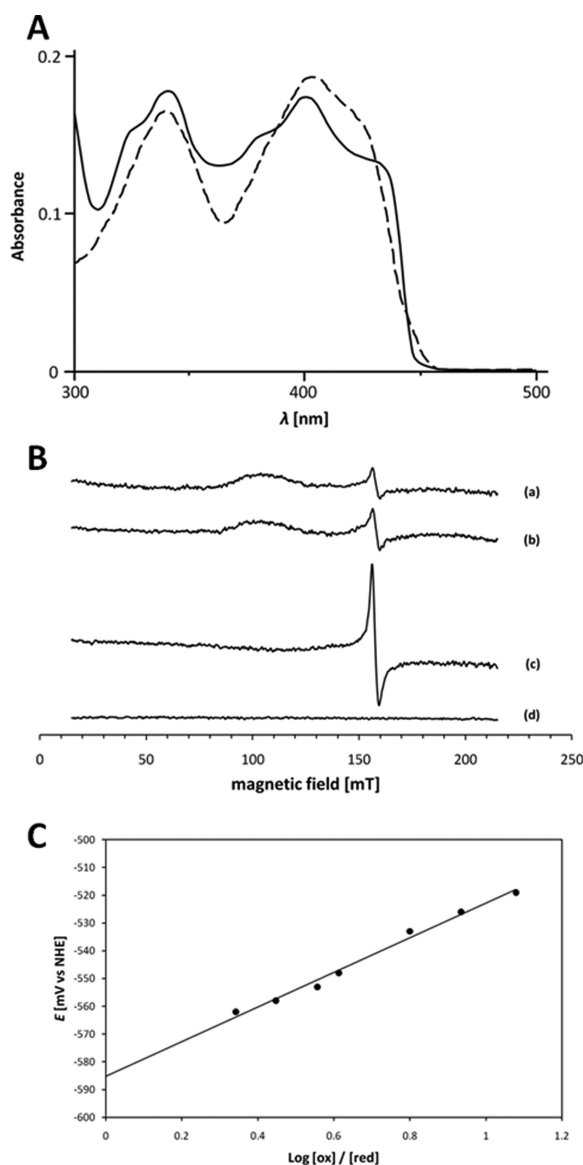 A
0.2
Absorbance
0.1
0
300
400
500
λ [nm]
B
(a)
(b)
(c)
(d)
0
50
100
150
200
250
magnetic field [mT]
C
-500
-510
-520
-530
-540
-550
-560
-570
-580
-590
-600
E [mV vs NHE]
0
0.2
0.4
0.6
0.8
1
1.2
Log [ox] / [red]